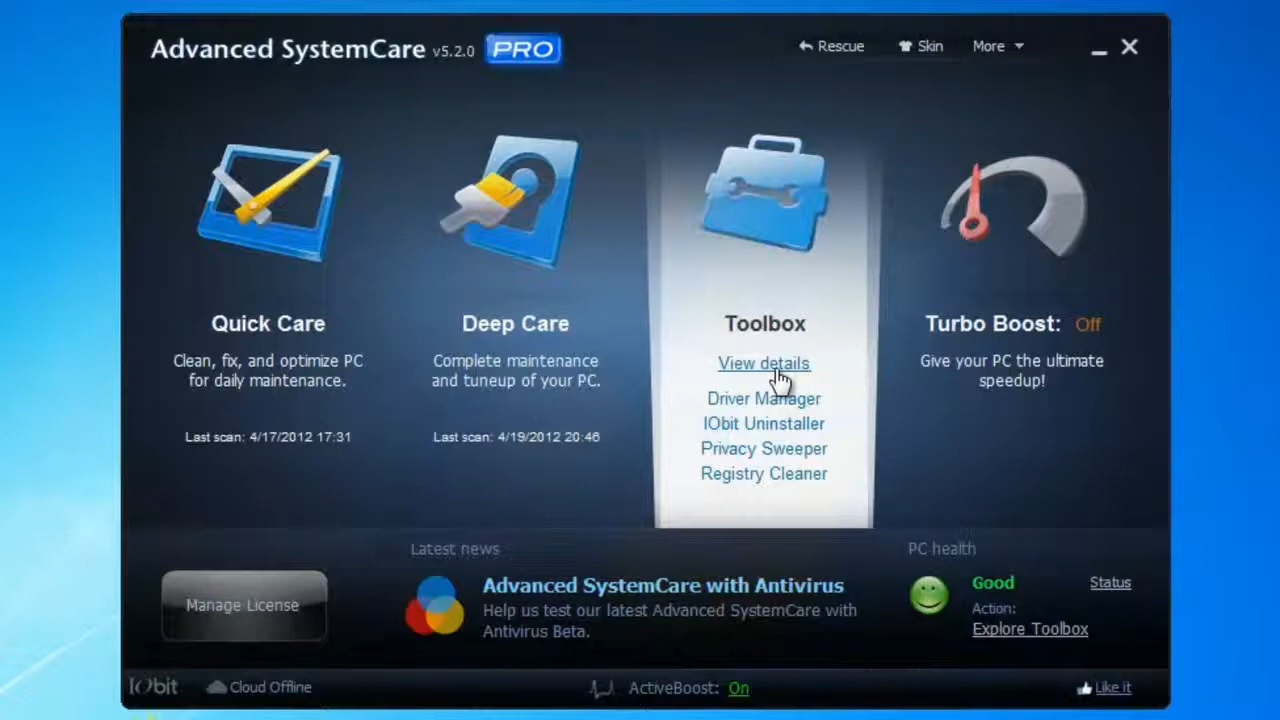 Advanced SystemCare v5.2.0 PRO
Rescue Skin More
Quick Care
Clean, fix, and optimize PC
for daily maintenance.
Last scan: 4/17/2012 17:31
Deep Care
Complete maintenance
and tuneup of your PC.
Last scan: 4/19/2012 20:46
Toolbox
View details
Driver Manager
IObit Uninstaller
Privacy Sweeper
Registry Cleaner
Turbo Boost: Off
Give your PC the ultimate
speedup!
Manage License
Latest news
Advanced SystemCare with Antivirus
Help us test our latest Advanced SystemCare with
Antivirus Beta.
PC health
Good
Status
Action:
Explore Toolbox
IObit
Cloud Offline
ActiveBoost: On
Like it